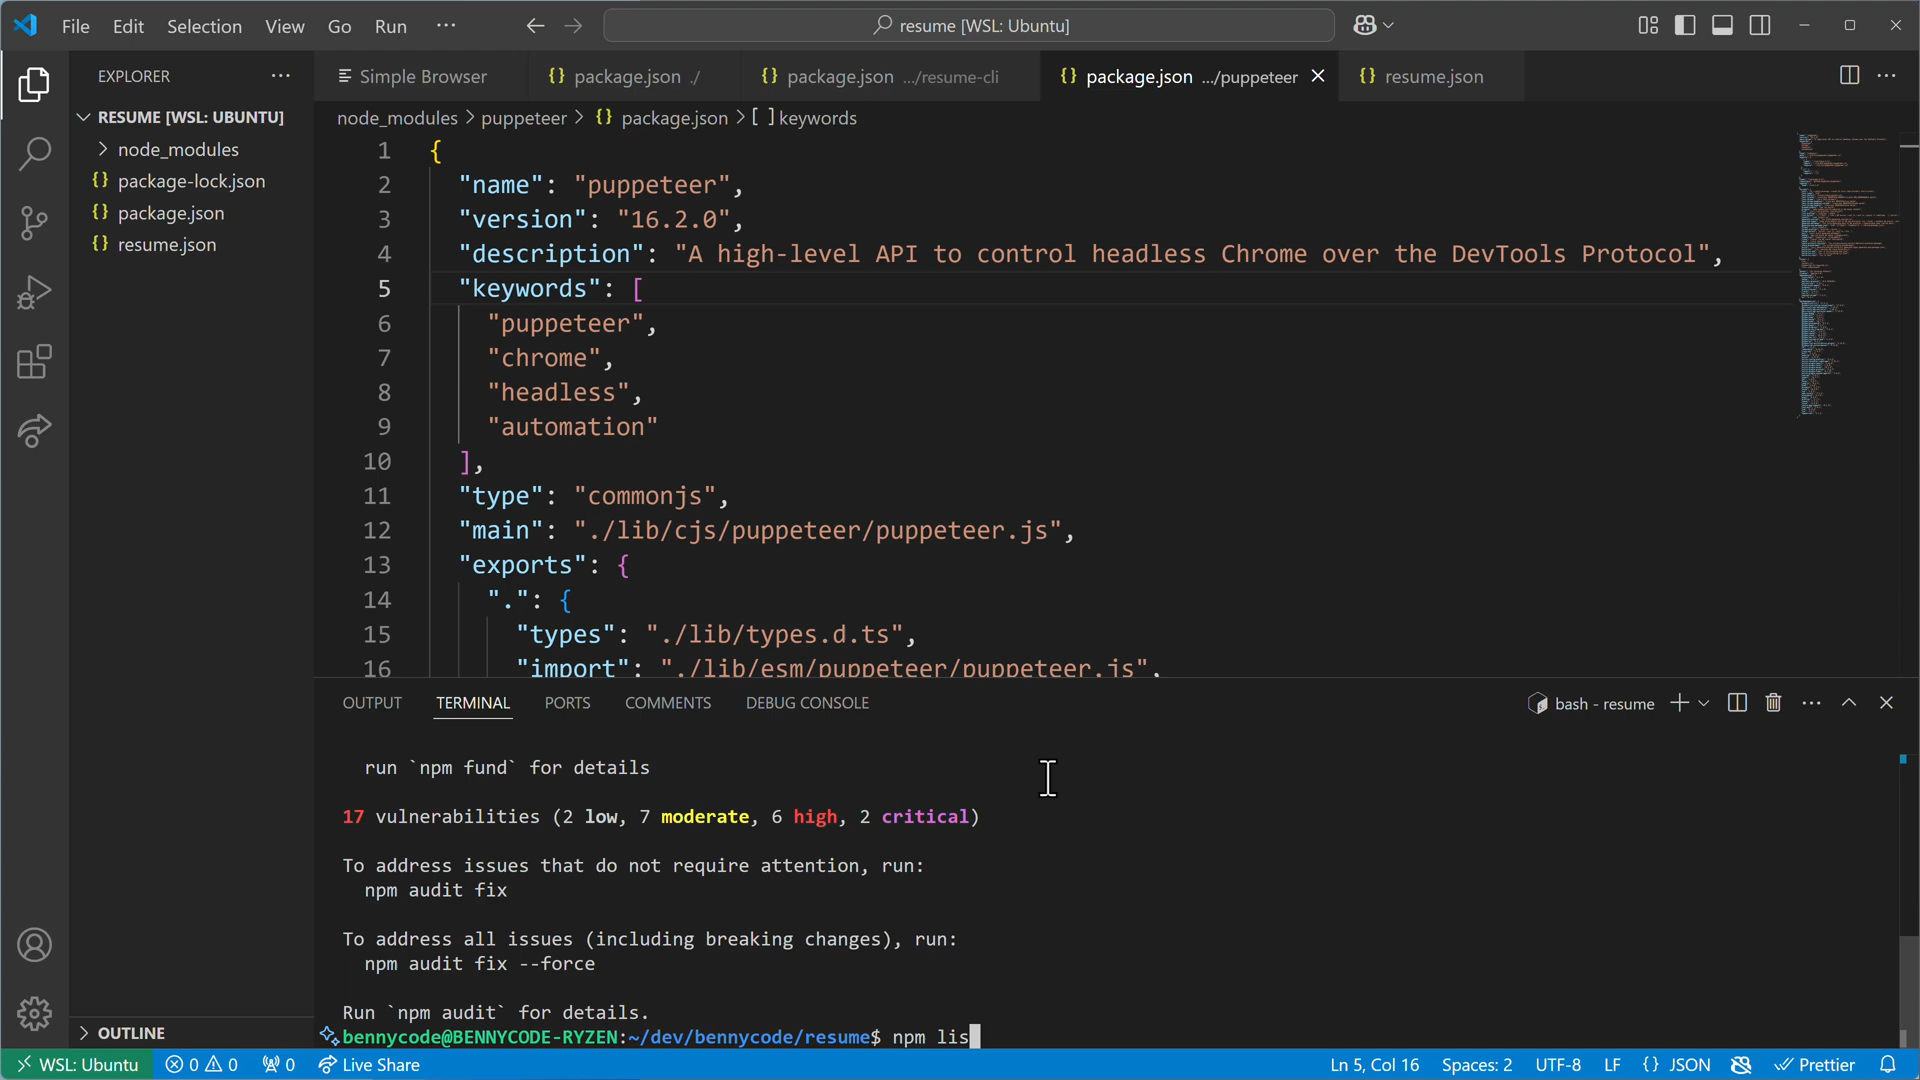 File Edit Selection View Go Run ···
resume [WSL: Ubuntu]
EXPLORER
Simple Browser
{} package.json ./
{} package.json .../resume-cli
{} package.json .../puppeteer
{} resume.json
RESUME [WSL: UBUNTU]
node_modules
{} package-lock.json
{} package.json
{} resume.json
node_modules > puppeteer > {} package.json > [ ] keywords
1 {
2 "name": "puppeteer",
3 "version": "16.2.0",
4 "description": "A high-level API to control headless Chrome over the DevTools Protocol",
5 "keywords": [
6 "puppeteer",
7 "chrome",
8 "headless",
9 "automation"
10 ],
11 "type": "commonjs",
12 "main": "./lib/cjs/puppeteer/puppeteer.js",
13 "exports": {
14 ".": {
15 "types": "./lib/types.d.ts",
16 "import": "./lib/esm/puppeteer/puppeteer.js",
OUTPUT TERMINAL PORTS COMMENTS DEBUG CONSOLE
bash - resume
run `npm fund` for details
17 vulnerabilities (2 low, 7 moderate, 6 high, 2 critical)
To address issues that do not require attention, run:
npm audit fix
To address all issues (including breaking changes), run:
npm audit fix --force
Run `npm audit` for details.
bennycode@BENNYCODE-RYZEN:~/dev/bennycode/resume$ npm lis
OUTLINE
WSL: Ubuntu 0 0 0 Live Share
Ln 5, Col 16 Spaces: 2 UTF-8 LF {} JSON Prettier